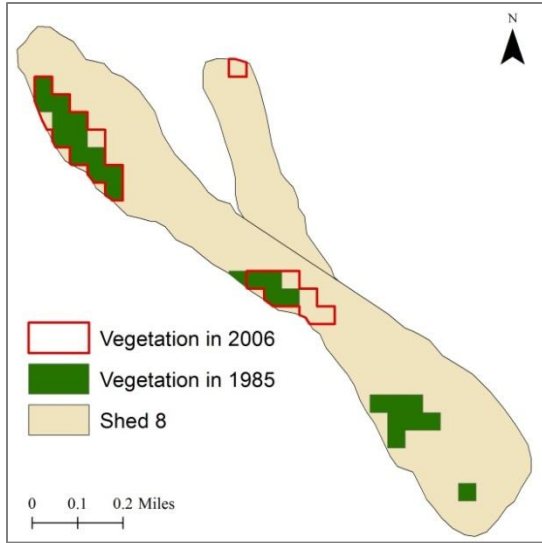 N
Vegetation in 2006
Vegetation in 1985
Shed 8
0 0.1 0.2 Miles